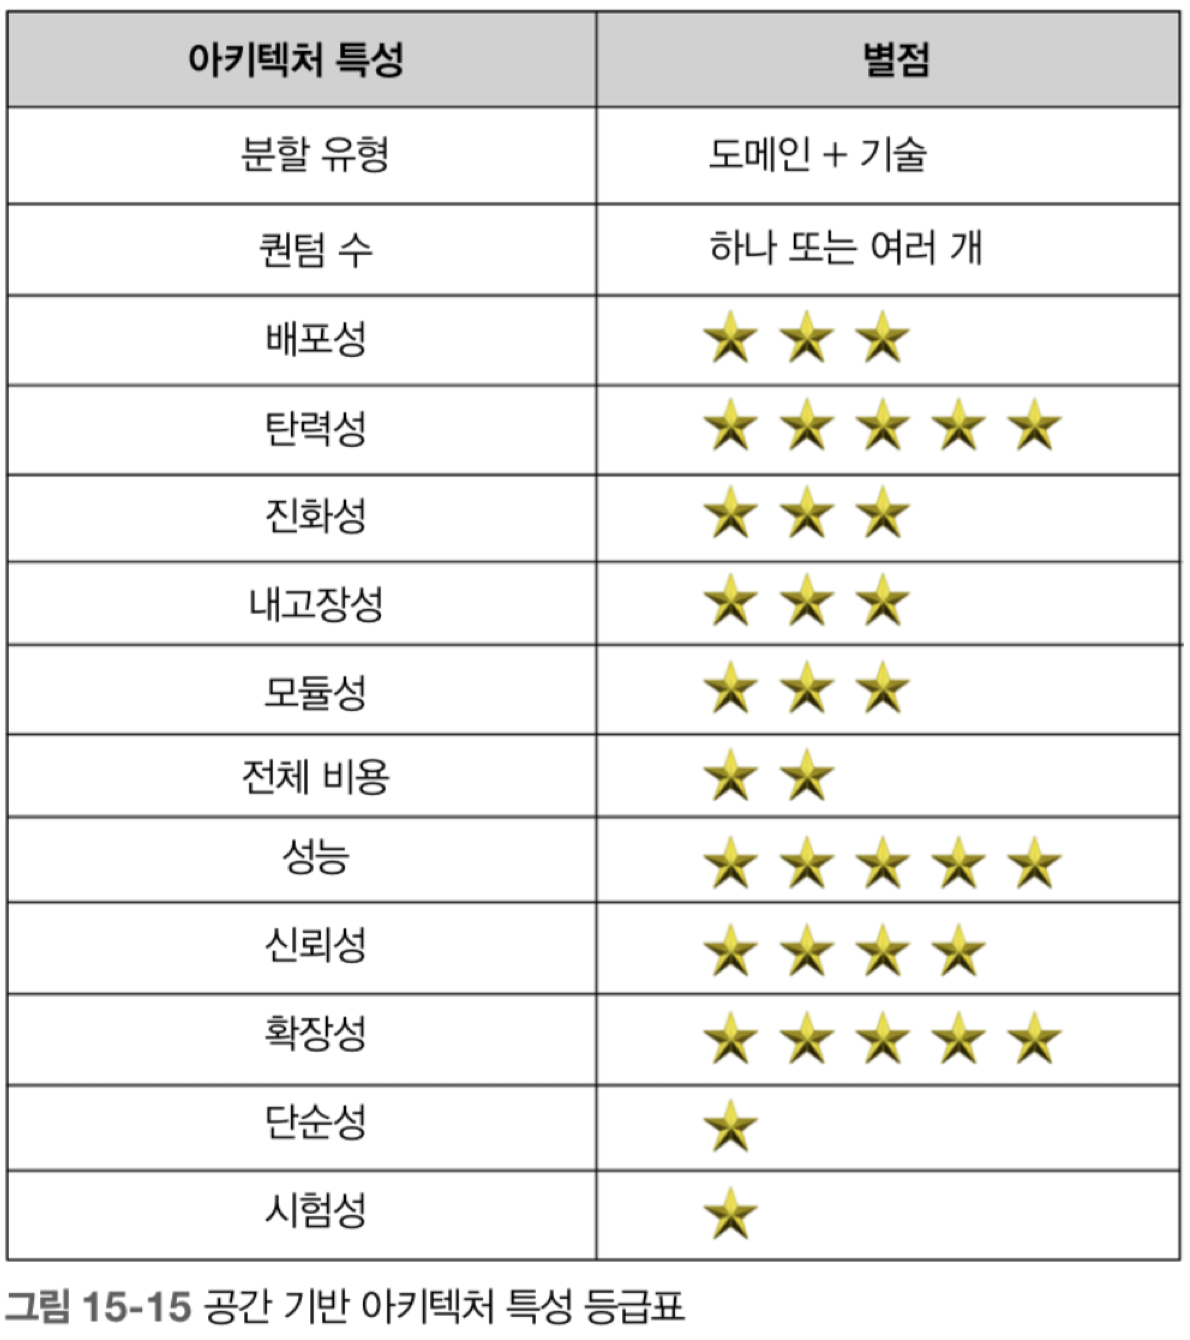 아키텍처 특성 별점
분할 유형 도메인 + 기술
퀀텀 수 하나 또는 여러 개
배포성
탄력성
진화성
내고장성
모듈성
전체 비용
성능
신뢰성
확장성
단순성
시험성
그림 15-15 공간 기반 아키텍처 특성 등급표